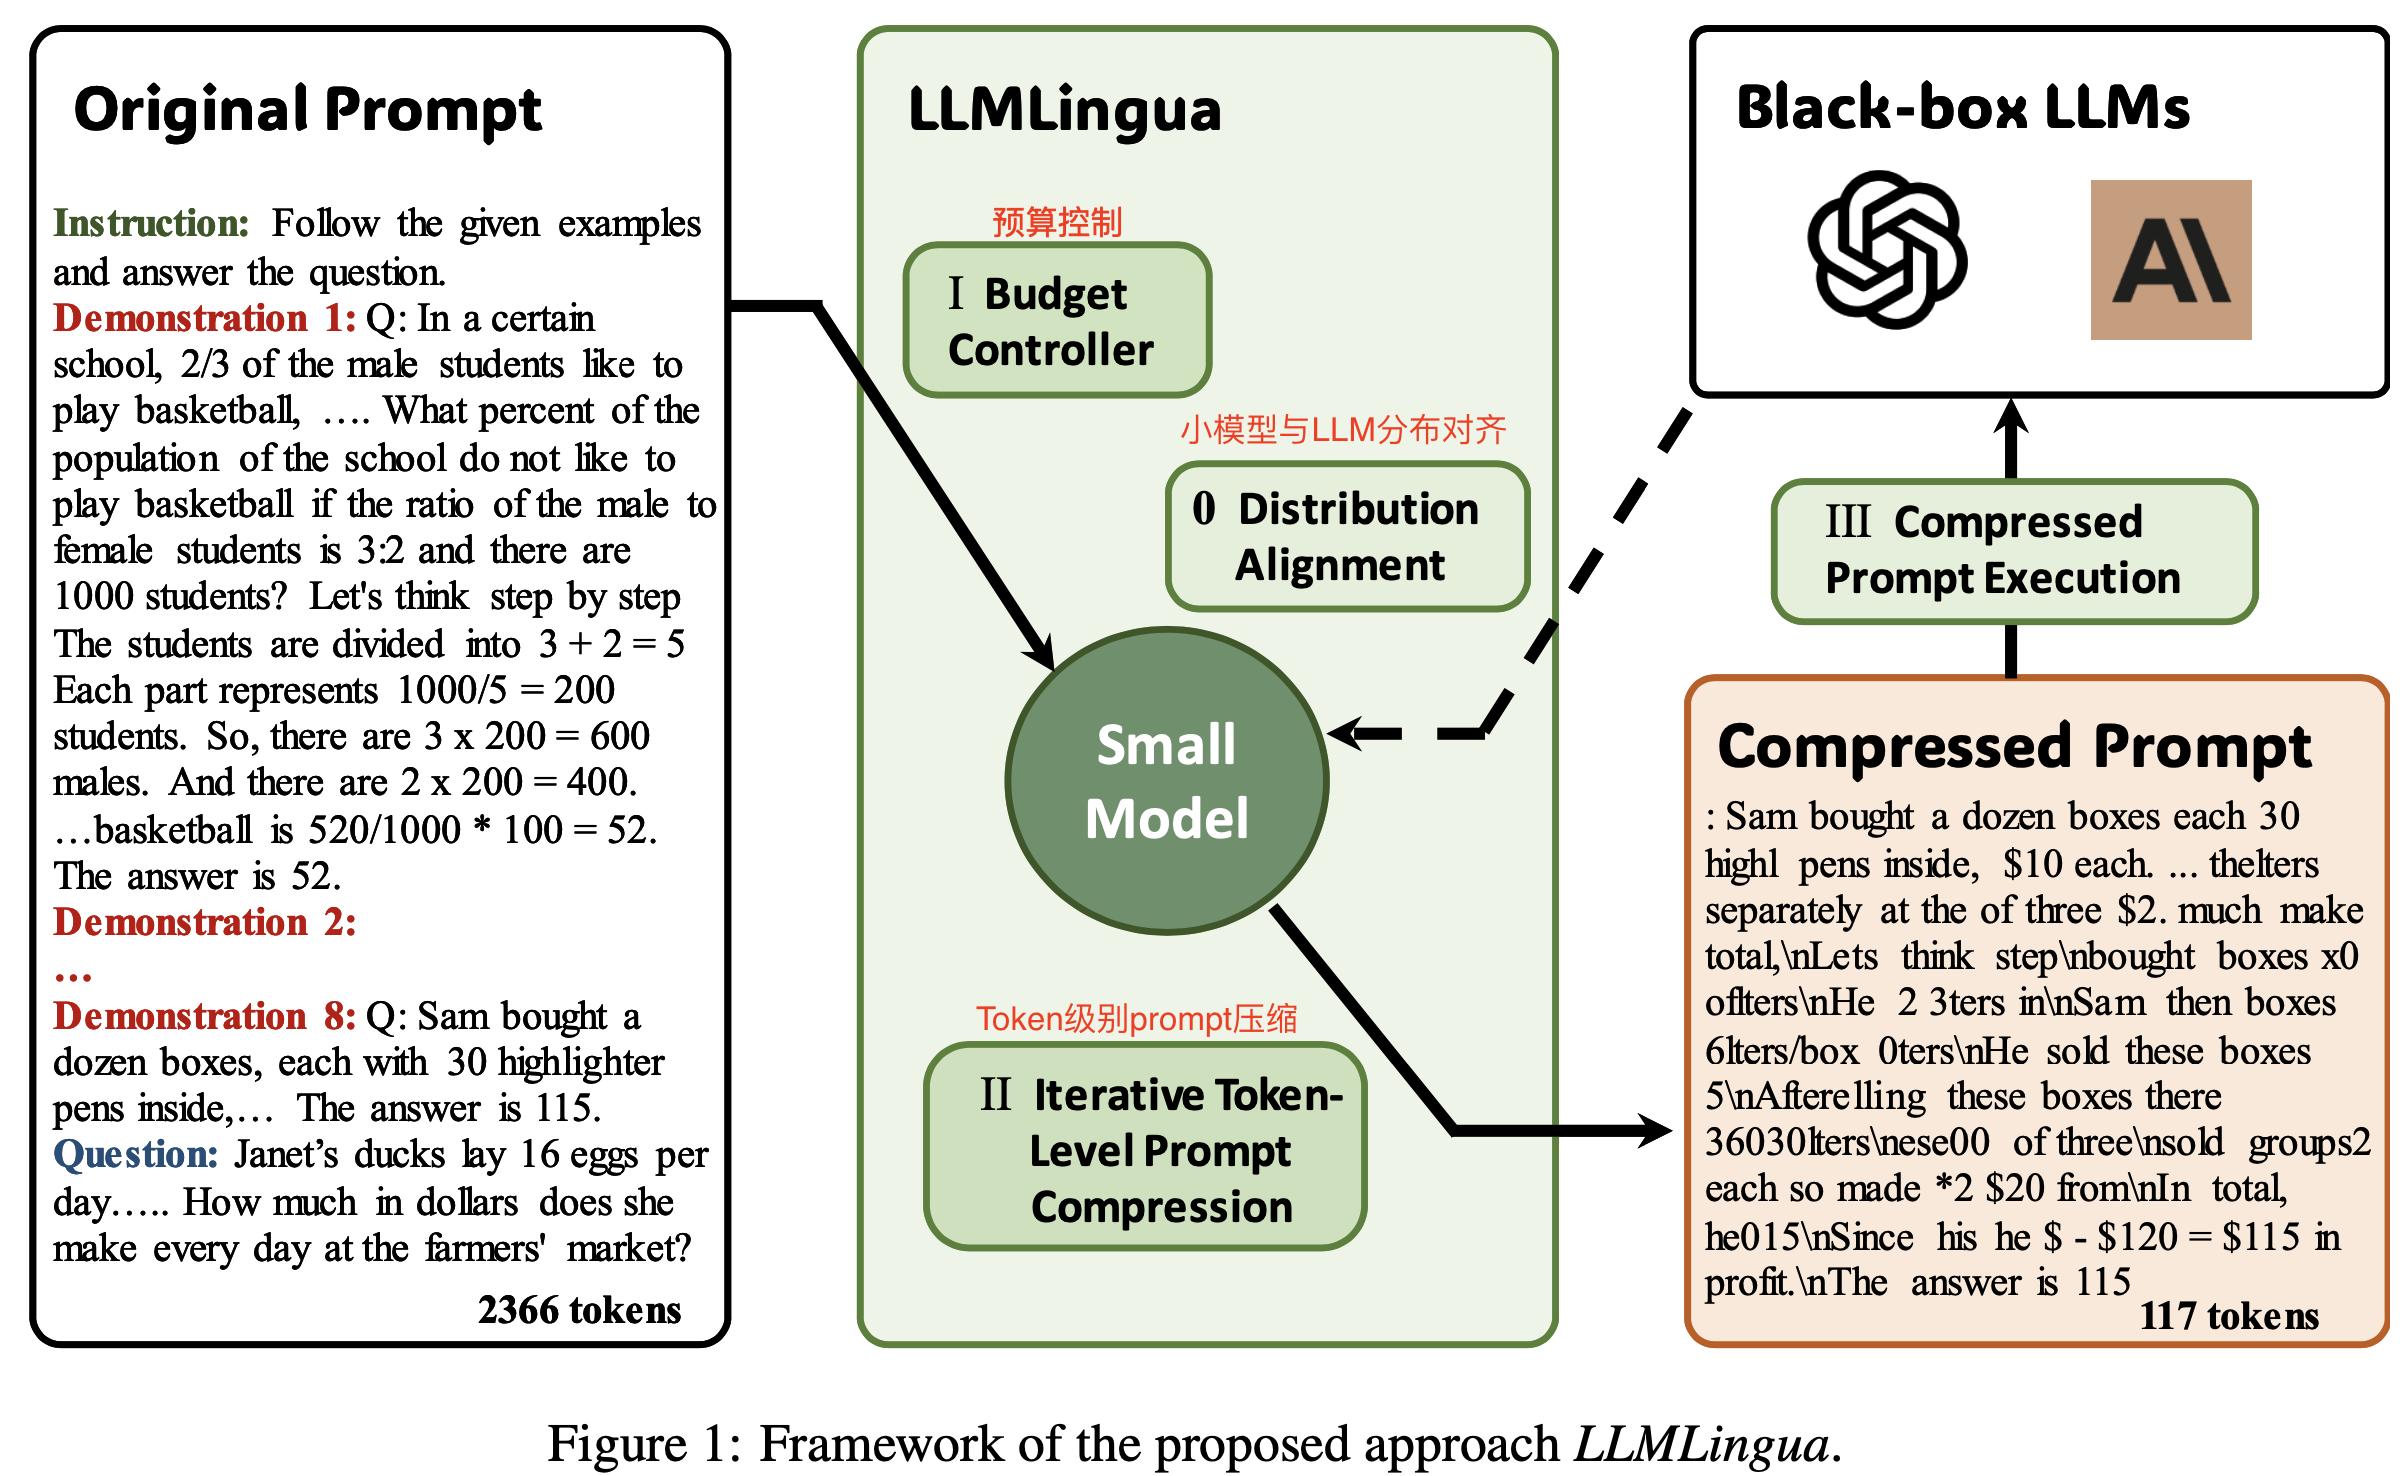 Original Prompt
Instruction: Follow the given examples
and answer the question.
Demonstration 1: Q: In a certain
school, 2/3 of the male students like to
play basketball, …. What percent of the
population of the school do not like to
play basketball if the ratio of the male to
female students is 3:2 and there are
1000 students? Let's think step by step
The students are divided into 3 + 2 = 5
Each part represents 1000/5 = 200
students. So, there are 3 x 200 = 600
males. And there are 2 x 200 = 400.
…basketball is 520/1000 * 100 = 52.
The answer is 52.
Demonstration 2:
…
Demonstration 8: Q: Sam bought a
dozen boxes, each with 30 highlighter
pens inside,… The answer is 115.
Question: Janet’s ducks lay 16 eggs per
day….. How much in dollars does she
make every day at the farmers' market?
2366 tokens
LLMLingua
预算控制
I Budget
Controller
小模型与LLM分布对齐
0 Distribution
Alignment
Small
Model
Token级别prompt压缩
II Iterative Token-
Level Prompt
Compression
Black-box LLMs
A\
III Compressed
Prompt Execution
Compressed Prompt
: Sam bought a dozen boxes each 30
highl pens inside, $10 each. ... thelters
separately at the of three $2. much make
total,\nLets think step\nbought boxes x0
oflters\nHe 2 3ters in\nSam then boxes
6lters/box 0ters\nHe sold these boxes
5\nAfterelling these boxes there
36030lters\nese00 of three\nsold groups2
each so made *2 $20 from\nIn total,
he015\nSince his he $ - $120 = $115 in
profit.\nThe answer is 115
117 tokens
Figure 1: Framework of the proposed approach LLMLingua.